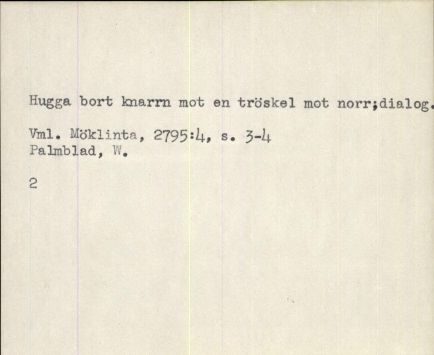 Hugga bort knarrn mot en tröskel mot norr;dialog.
Vml. Möklinta, 2795:4, s. 3-4
Palmblad, W.
2